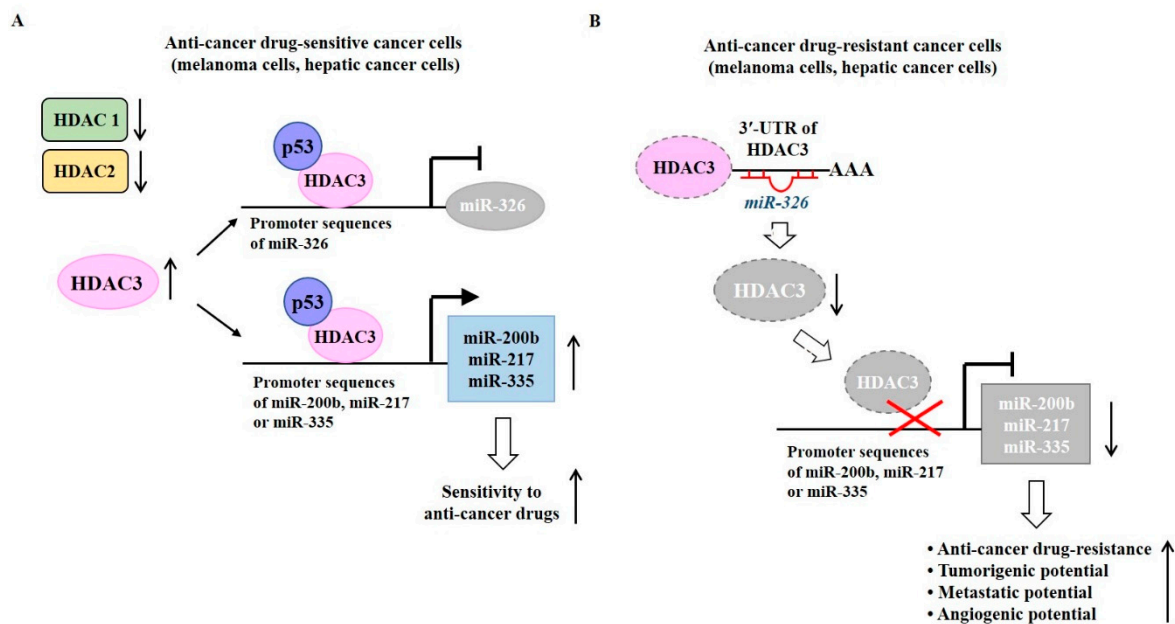 A
Anti-cancer drug-sensitive cancer cells
(melanoma cells, hepatic cancer cells)
HDAC 1
HDAC2
p53
HDAC3
miR-326
Promoter sequences
of miR-326
HDAC3
p53
HDAC3
miR-200b
miR-217
miR-335
Promoter sequences
of miR-200b, miR-217
or miR-335
Sensitivity to
anti-cancer drugs
B
Anti-cancer drug-resistant cancer cells
(melanoma cells, hepatic cancer cells)
3′-UTR of
HDAC3
HDAC3
AAA
miR-326
HDAC3
HDAC3
miR-200b
miR-217
miR-335
Promoter sequences
of miR-200b, miR-217
or miR-335
• Anti-cancer drug-resistance
• Tumorigenic potential
• Metastatic potential
• Angiogenic potential